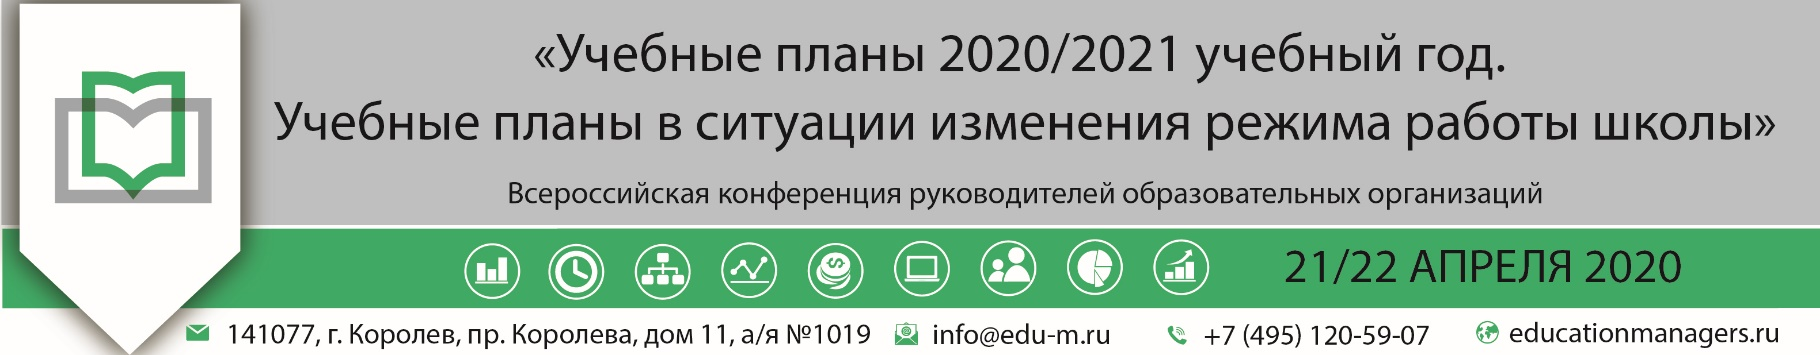 «Учебные планы 2020/2021 учебный год.
Учебные планы в ситуации изменения режима работы школы»
Всероссийская конференция руководителей образовательных организаций
21/22 АПРЕЛЯ 2020
141077, г. Королев, пр. Королева, дом 11, а/я №1019 info@edu-m.ru +7 (495) 120-59-07 educationmanagers.ru